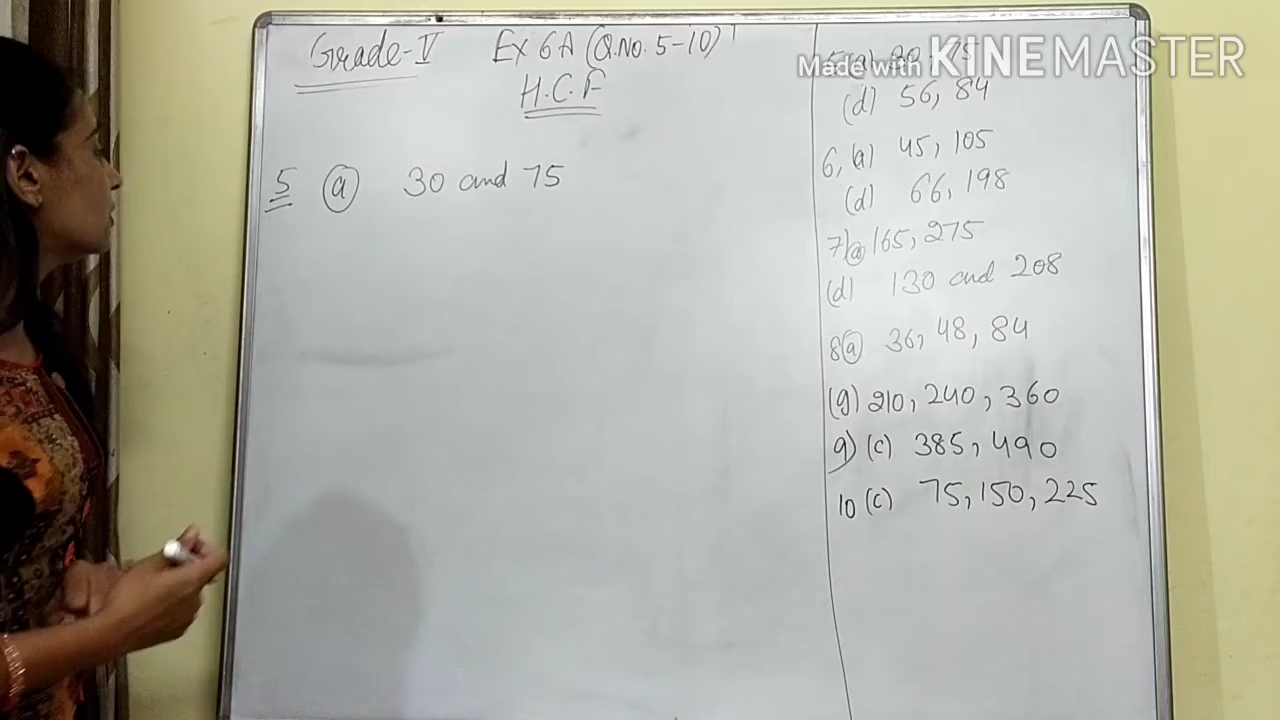 Grade-V Ex 6A (Q.No. 5-10)
H.C.F
5 (a) 30 and 75
Made with KINEMASTER
(d) 56, 84
6, (a) 45, 105
(d) 66, 198
7) (a) 165, 275
(d) 130 and 208
8 (a) 36, 48, 84
(g) 210, 240, 360
9) (c) 385, 490
10 (c) 75, 150, 225